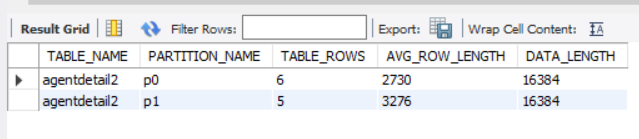 Result Grid Filter Rows: Export: Wrap Cell Content: IA
TABLE_NAME PARTITION_NAME TABLE_ROWS AVG_ROW_LENGTH DATA_LENGTH
agentdetail2 p0 6 2730 16384
agentdetail2 p1 5 3276 16384